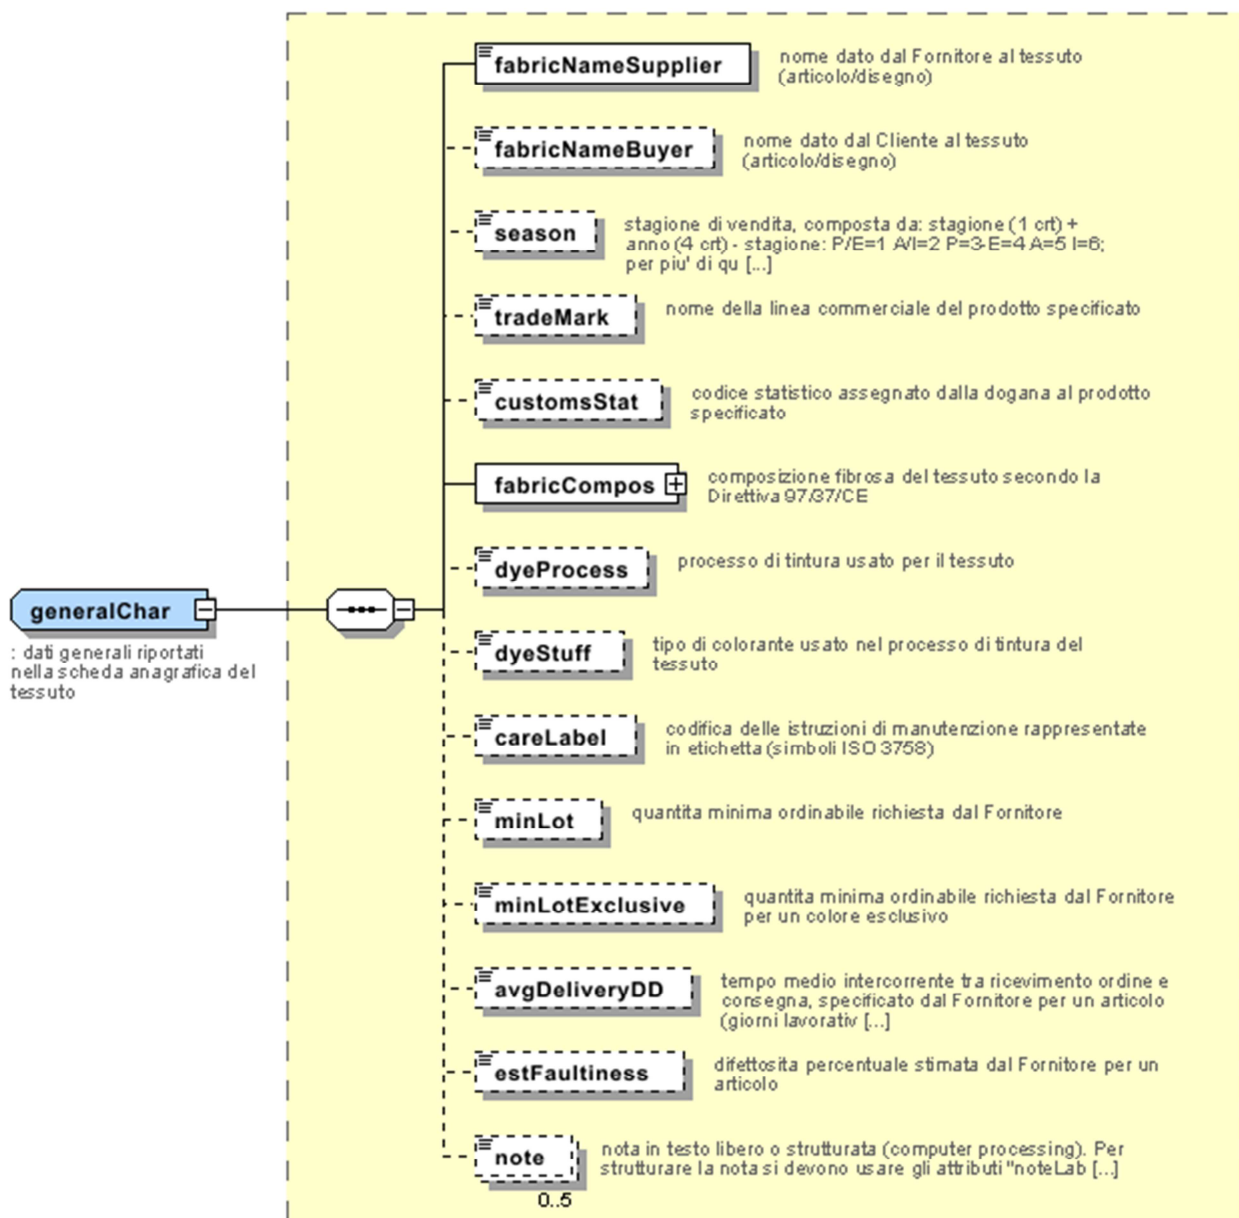 fabricNameSupplier
nome dato dal Fornitore al tessuto
(articolo/disegno)
fabricNameBuyer
nome dato dal Cliente al tessuto
(articolo/disegno)
season
stagione di vendita, composta da: stagione (1 crt) +
anno (4 crt) - stagione: P/E=1 A/I=2 P=3-E=4 A=5 I=6;
per piu' di qu [...]
tradeMark
nome della linea commerciale del prodotto specificato
customsStat
codice statistico assegnato dalla dogana al prodotto
specificato
fabricCompos
composizione fibrosa del tessuto secondo la
Direttiva 97/37/CE
dyeProcess
processo di tintura usato per il tessuto
generalChar
: dati generali riportati
nella scheda anagrafica del
tessuto
dyeStuff
tipo di colorante usato nel processo di tintura del
tessuto
careLabel
codifica delle istruzioni di manutenzione rappresentate
in etichetta (simboli ISO 3758)
minLot
quantita minima ordinabile richiesta dal Fornitore
minLotExclusive
quantita minima ordinabile richiesta dal Fornitore
per un colore esclusivo
avgDeliveryDD
tempo medio intercorrente tra ricevimento ordine e
consegna, specificato dal Fornitore per un articolo
(giorni lavorativ [...]
estFaultiness
difettosita percentuale stimata dal Fornitore per un
articolo
note
nota in testo libero o strutturata (computer processing). Per
strutturare la nota si devono usare gli attributi "noteLab [...]
0..5